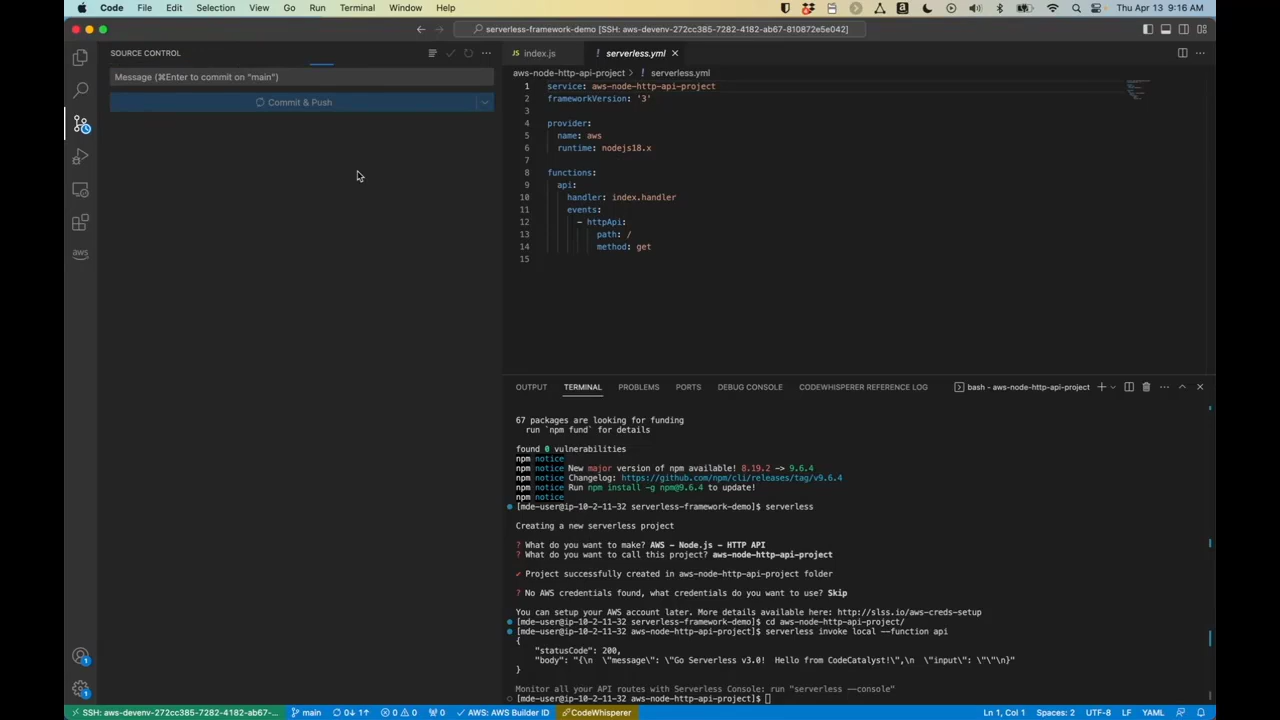 Code File Edit Selection View Go Run Terminal Window Help
Thu Apr 13 9:16 AM
serverless-framework-demo [SSH: aws-devenv-272cc385-7282-4182-ab67-810872e5e042]
SOURCE CONTROL
Message (⌘Enter to commit on "main")
Commit & Push
aws
1
1
index.js
serverless.yml
aws-node-http-api-project > serverless.yml
1 service: aws-node-http-api-project
2 frameworkVersion: '3'
3
4 provider:
5 name: aws
6 runtime: nodejs18.x
7
8 functions:
9 api:
10 handler: index.handler
11 events:
12 - httpApi:
13 path: /
14 method: get
15
OUTPUT TERMINAL PROBLEMS PORTS DEBUG CONSOLE CODEWHISPERER REFERENCE LOG
bash - aws-node-http-api-project
67 packages are looking for funding
run `npm fund` for details
found 0 vulnerabilities
npm notice
npm notice New major version of npm available! 8.19.2 -> 9.6.4
npm notice Changelog: https://github.com/npm/cli/releases/tag/v9.6.4
npm notice Run npm install -g npm@9.6.4 to update!
npm notice
[mde-user@ip-10-2-11-32 serverless-framework-demo]$ serverless
Creating a new serverless project
? What do you want to make? AWS - Node.js - HTTP API
? What do you want to call this project? aws-node-http-api-project
✔ Project successfully created in aws-node-http-api-project folder
? No AWS credentials found, what credentials do you want to use? Skip
You can setup your AWS account later. More details available here: http://slss.io/aws-creds-setup
[mde-user@ip-10-2-11-32 serverless-framework-demo]$ cd aws-node-http-api-project/
[mde-user@ip-10-2-11-32 aws-node-http-api-project]$ serverless invoke local --function api
{
"statusCode": 200,
"body": "{\n \"message\": \"Go Serverless v3.0! Hello from CodeCatalyst!\",\n \"input\": \"\"\n}"
}
Monitor all your API routes with Serverless Console: run "serverless --console"
[mde-user@ip-10-2-11-32 aws-node-http-api-project]$
SSH: aws-devenv-272cc385-7282-4182-ab67-... main 0↓ 1↑ 0 0 0 AWS: AWS Builder ID CodeWhisperer
Ln 1, Col 1 Spaces: 2 UTF-8 LF YAML